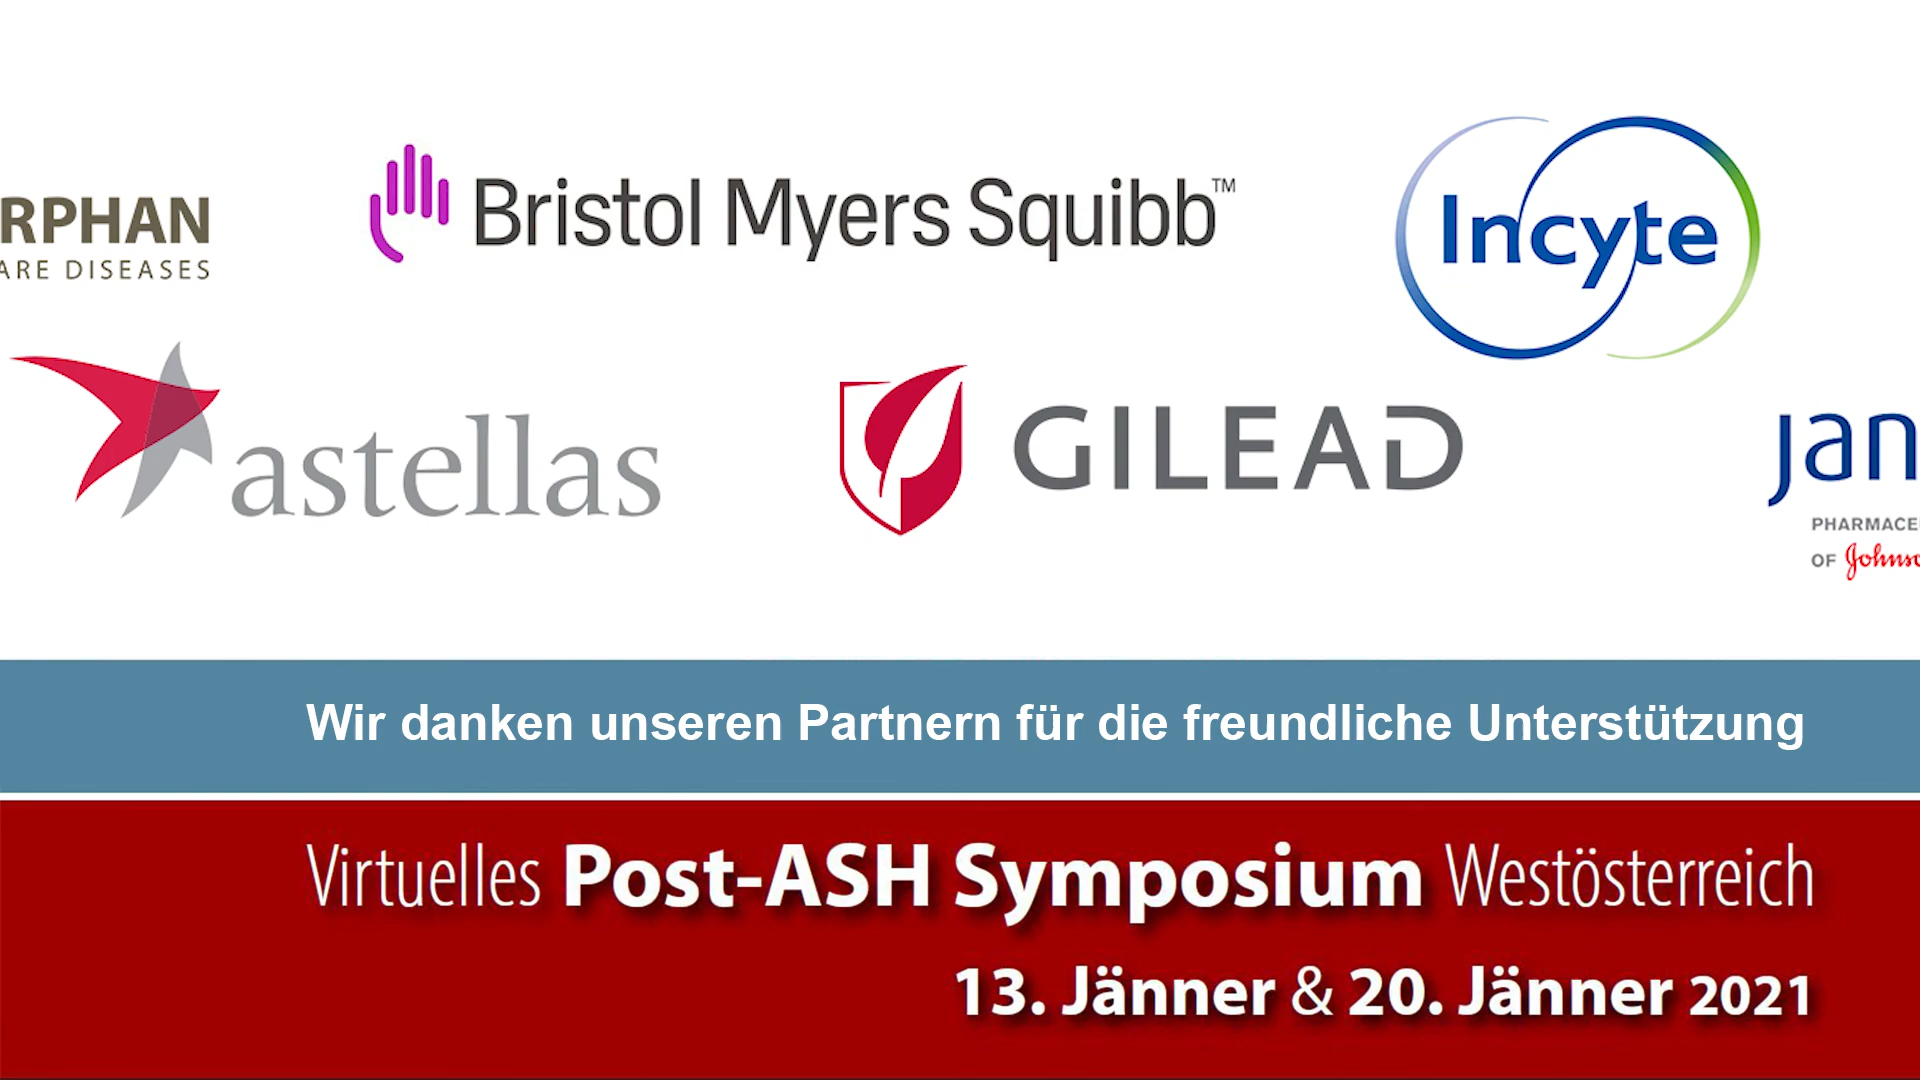 RPHAN
ARE DISEASES
Bristol Myers Squibb™
Incyte
astellas
GILEAD
jan
PHARMACE
OF Johnso
Wir danken unseren Partnern für die freundliche Unterstützung
Virtuelles Post-ASH Symposium Westösterreich
13. Jänner & 20. Jänner 2021